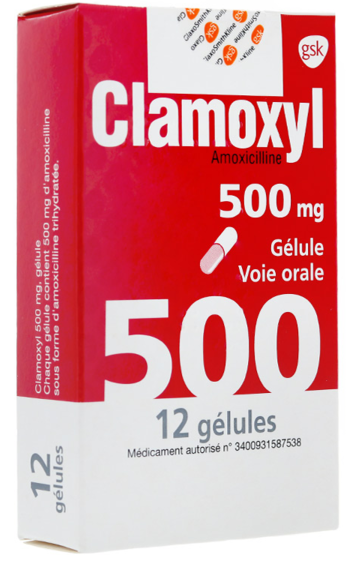 gsk
GlaxoSmithKline
Clamoxyl
Amoxicilline
500 mg
Gélule
Voie orale
500
12 gélules
Médicament autorisé n° 3400931587538
Clamoxyl 500 mg, gélule
Chaque gélule contient 500 mg d'amoxicilline
sous forme d'amoxicilline trihydratée.
12
gélules